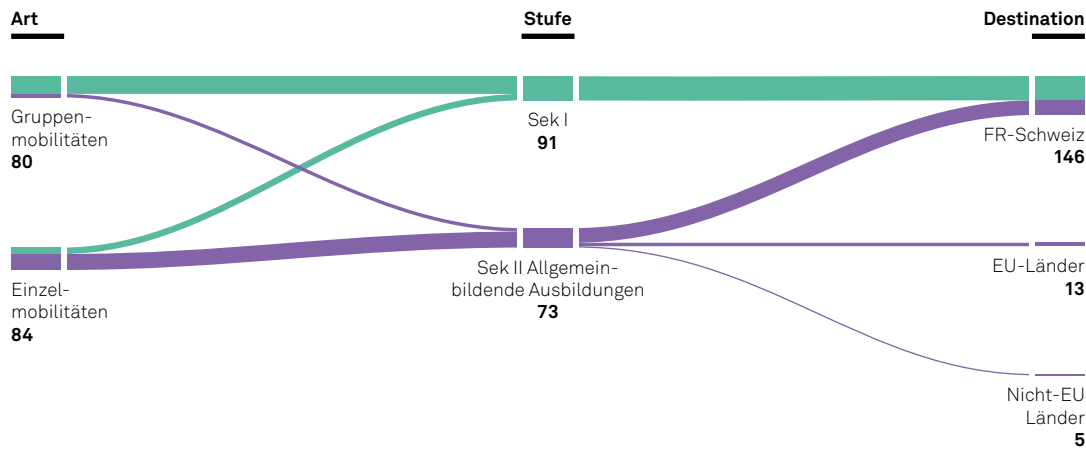 Art
Stufe
Destination
Gruppen-
mobilitäten
80
Sek I
91
FR-Schweiz
146
Einzel-
mobilitäten
84
Sek II Allgemein-
bildende Ausbildungen
73
EU-Länder
13
Nicht-EU
Länder
5